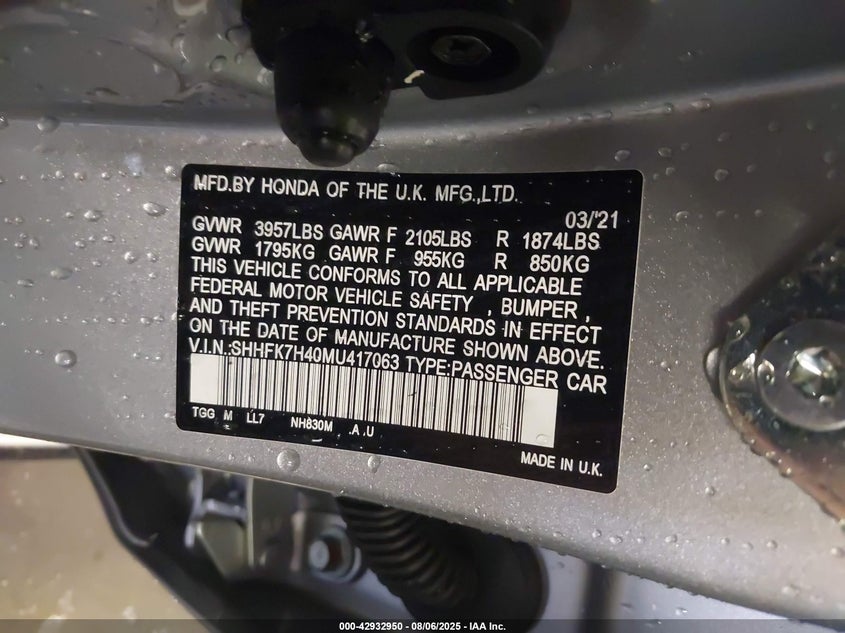 MFD.BY HONDA OF THE U.K. MFG.,LTD.
03/'21
GVWR 3957LBS GAWR F 2105LBS R 1874LBS
GVWR 1795KG GAWR F 955KG R 850KG
THIS VEHICLE CONFORMS TO ALL APPLICABLE
FEDERAL MOTOR VEHICLE SAFETY , BUMPER ,
AND THEFT PREVENTION STANDARDS IN EFFECT
ON THE DATE OF MANUFACTURE SHOWN ABOVE.
V.I.N.:SHHFK7H40MU417063 TYPE:PASSENGER CAR
TGG M LL7 NH830M .A .U
MADE IN U.K.
000-42932950 - 08/06/2025 - IAA Inc.